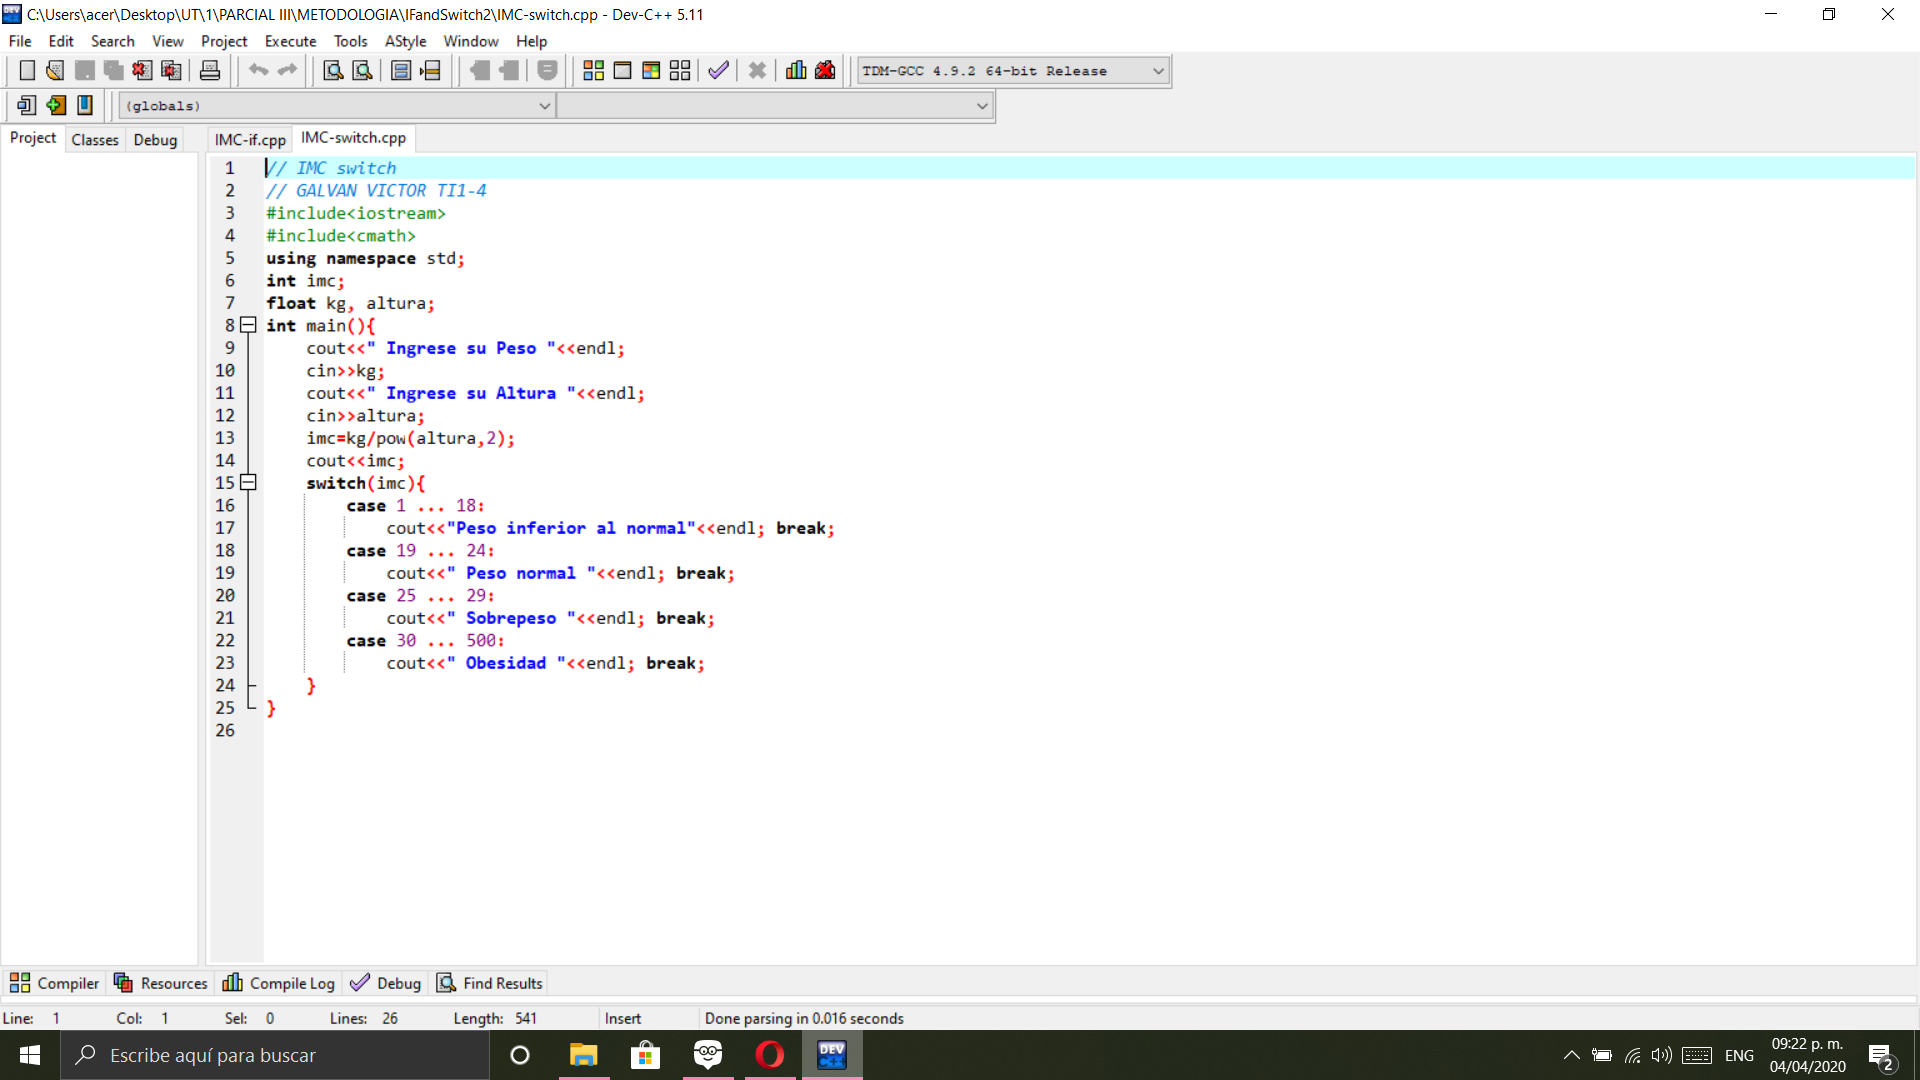 C:\Users\acer\Desktop\UT\1\PARCIAL III\METODOLOGIA\IFandSwitch2\IMC-switch.cpp - Dev-C++ 5.11
File Edit Search View Project Execute Tools AStyle Window Help
TDM-GCC 4.9.2 64-bit Release
(globals)
Project Classes Debug IMC-if.cpp IMC-switch.cpp
1 // IMC switch
2 // GALVAN VICTOR TI1-4
3 #include<iostream>
4 #include<cmath>
5 using namespace std;
6 int imc;
7 float kg, altura;
8 int main(){
9 cout<<" Ingrese su Peso "<<endl;
10 cin>>kg;
11 cout<<" Ingrese su Altura "<<endl;
12 cin>>altura;
13 imc=kg/pow(altura,2);
14 cout<<imc;
15 switch(imc){
16 case 1 ... 18:
17 cout<<"Peso inferior al normal"<<endl; break;
18 case 19 ... 24:
19 cout<<" Peso normal "<<endl; break;
20 case 25 ... 29:
21 cout<<" Sobrepeso "<<endl; break;
22 case 30 ... 500:
23 cout<<" Obesidad "<<endl; break;
24 }
25 }
26
Compiler Resources Compile Log Debug Find Results
Line: 1 Col: 1 Sel: 0 Lines: 26 Length: 541 Insert Done parsing in 0.016 seconds
Escribe aquí para buscar
DEV C++
ENG
09:22 p. m.
04/04/2020
2